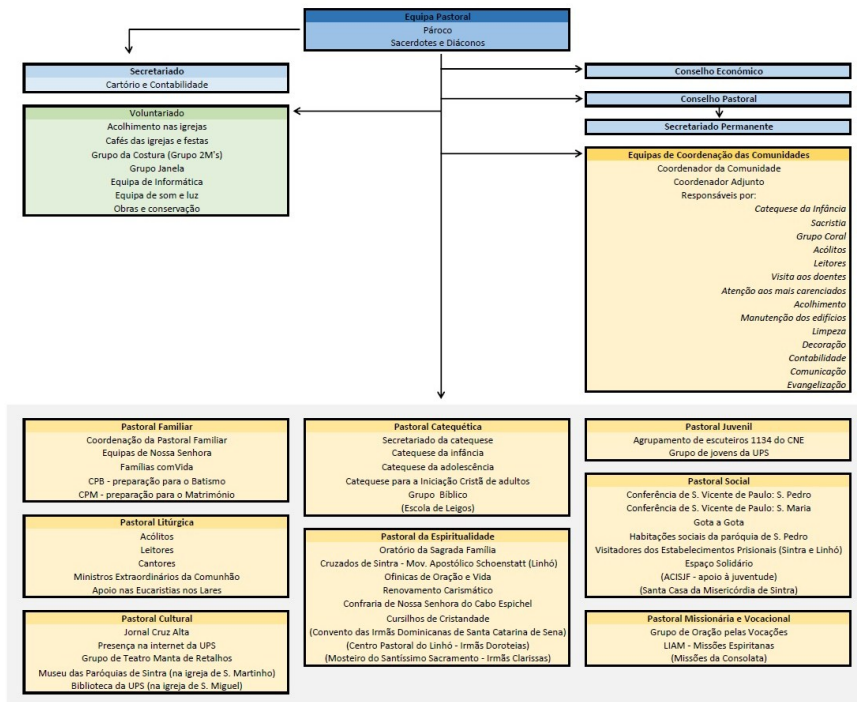 Equipa Pastoral
Pároco
Sacerdotes e Diáconos
Secretariado
Cartório e Contabilidade
Voluntariado
Acolhimento nas igrejas
Cafés das igrejas e festas
Grupo da Costura (Grupo 2M's)
Grupo Janela
Equipa de Informática
Equipa de som e luz
Obras e conservação
Conselho Económico
Conselho Pastoral
Secretariado Permanente
Equipas de Coordenação das Comunidades
Coordenador da Comunidade
Coordenador Adjunto
Responsáveis por:
Catequese da Infância
Sacristia
Grupo Coral
Acólitos
Leitores
Visita aos doentes
Atenção aos mais carenciados
Acolhimento
Manutenção dos edifícios
Limpeza
Decoração
Contabilidade
Comunicação
Evangelização
Pastoral Familiar
Coordenação da Pastoral Familiar
Equipas de Nossa Senhora
Famílias comVida
CPB - preparação para o Batismo
CPM - preparação para o Matrimónio
Pastoral Litúrgica
Acólitos
Leitores
Cantores
Ministros Extraordinários da Comunhão
Apoio nas Eucaristias nos Lares
Pastoral Cultural
Jornal Cruz Alta
Presença na internet da UPS
Grupo de Teatro Manta de Retalhos
Museu das Paróquias de Sintra (na igreja de S. Martinho)
Biblioteca da UPS (na igreja de S. Miguel)
Pastoral Catequética
Secretariado da catequese
Catequese da infância
Catequese da adolescência
Catequese para a Iniciação Cristã de adultos
Grupo Bíblico
(Escola de Leigos)
Pastoral da Espiritualidade
Oratório da Sagrada Família
Cruzados de Sintra - Mov. Apostólico Schoenstatt (Linhó)
Ofinicas de Oração e Vida
Renovamento Carismático
Confraria de Nossa Senhora do Cabo Espichel
Cursilhos de Cristandade
(Convento das Irmãs Dominicanas de Santa Catarina de Sena)
(Centro Pastoral do Linhó - Irmãs Doroteias)
(Mosteiro do Santíssimo Sacramento - Irmãs Clarissas)
Pastoral Juvenil
Agrupamento de escuteiros 1134 do CNE
Grupo de jovens da UPS
Pastoral Social
Conferência de S. Vicente de Paulo: S. Pedro
Conferência de S. Vicente de Paulo: S. Maria
Gota a Gota
Habitações sociais da paróquia de S. Pedro
Visitadores dos Estabelecimentos Prisionais (Sintra e Linhó)
Espaço Solidário
(ACISJF - apoio à juventude)
(Santa Casa da Misericórdia de Sintra)
Pastoral Missionária e Vocacional
Grupo de Oração pelas Vocações
LIAM - Missões Espiritanas
(Missões da Consolata)